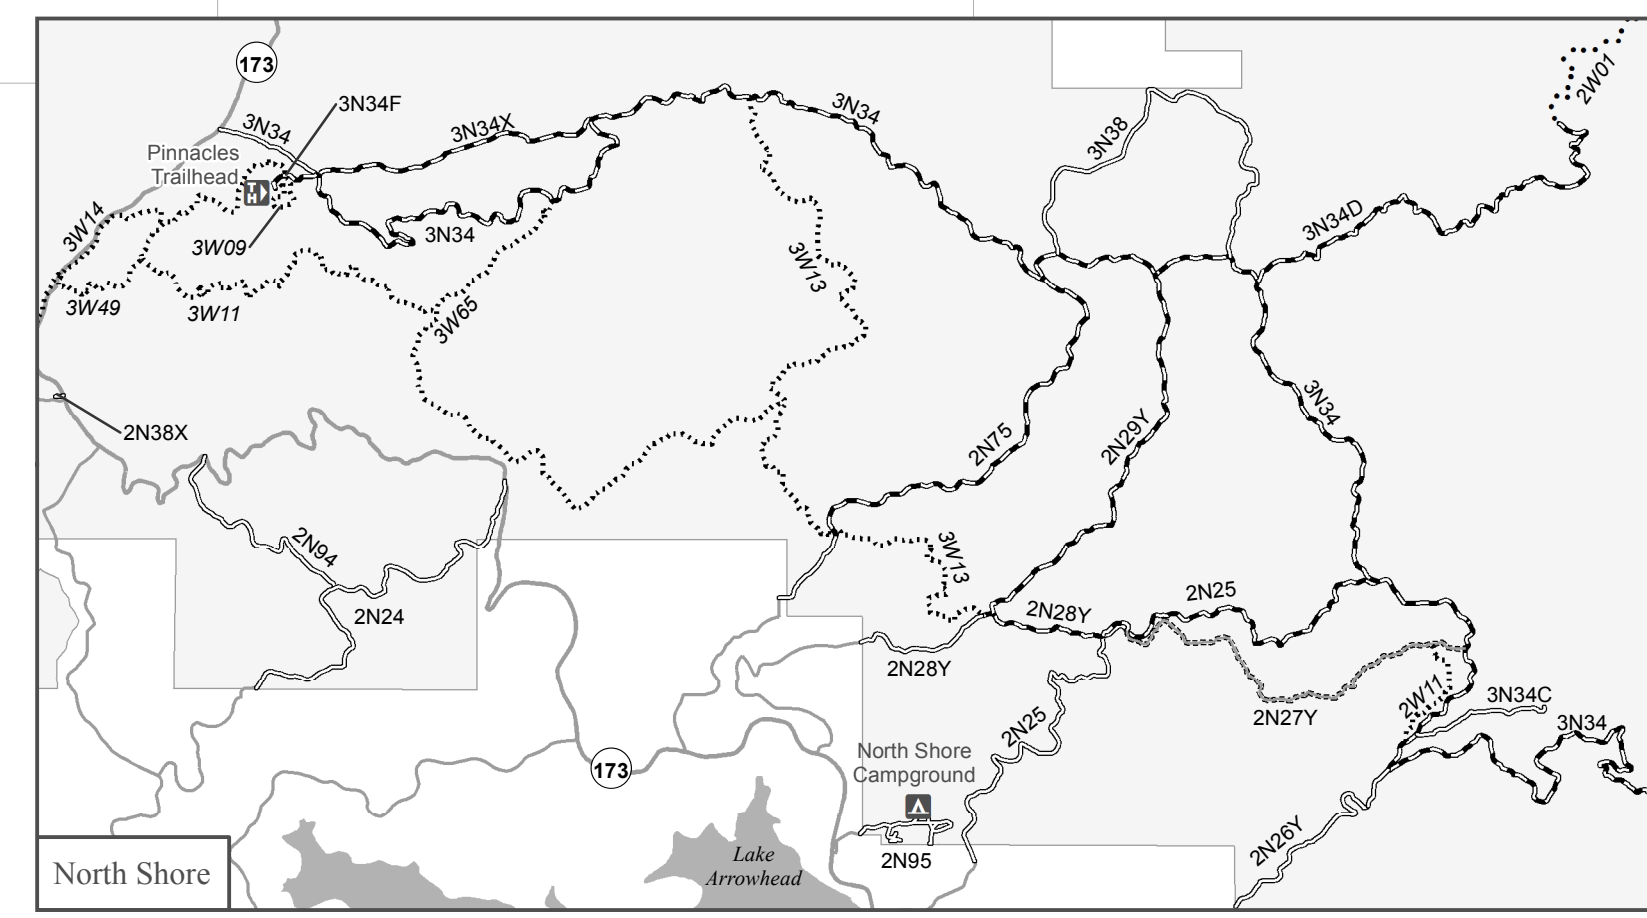 173
2W01
3N34F
3N34
3N34
3N34X
3N38
Pinnacles
Trailhead
TH
3W14
3N34D
3N34
3W09
3W13
3W49
3W11
3W65
3N34
2N38X
2N75
2N29Y
2N94
3W13
2N25
2N28Y
2N24
2N28Y
2W11
3N34C
2N27Y
3N34
2N25
North Shore
Campground
173
2N26Y
Lake
Arrowhead
2N95
North Shore